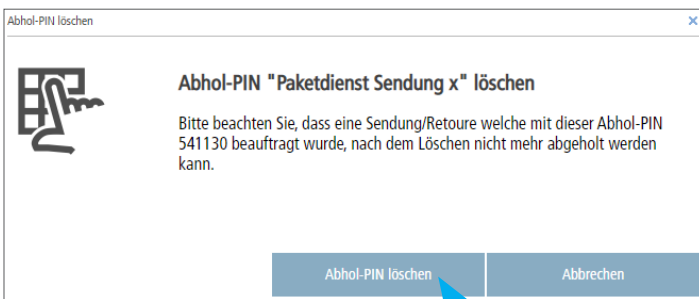 Abhol-PIN löschen
Abhol-PIN "Paketdienst Sendung x" löschen
Bitte beachten Sie, dass eine Sendung/Retoure welche mit dieser Abhol-PIN
541130 beauftragt wurde, nach dem Löschen nicht mehr abgeholt werden
kann.
Abhol-PIN löschen
Abbrechen